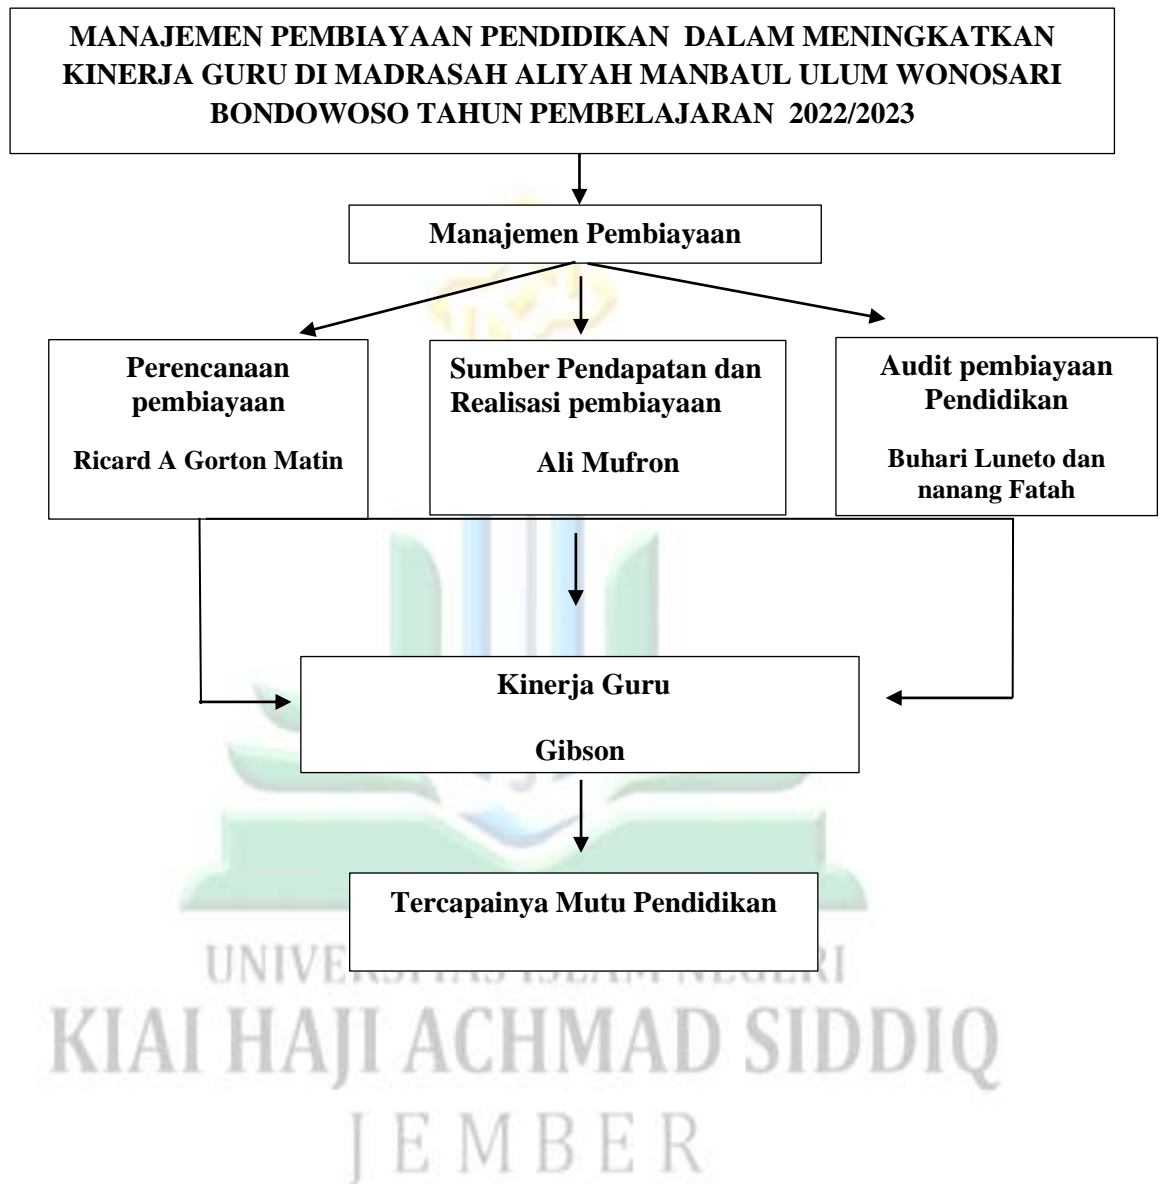 MANAJEMEN PEMBIAYAAN PENDIDIKAN DALAM MENINGKATKAN
KINERJA GURU DI MADRASAH ALIYAH MANBAUL ULUM WONOSARI
BONDOWOSO TAHUN PEMBELAJARAN 2022/2023
Manajemen Pembiayaan
Perencanaan
pembiayaan
Ricard A Gorton Matin
Sumber Pendapatan dan
Realisasi pembiayaan
Ali Mufron
Audit pembiayaan
Pendidikan
Buhari Luneto dan
nanang Fatah
Kinerja Guru
Gibson
Tercapainya Mutu Pendidikan
UNIVERSITAS ISLAM NEGERI
KIAI HAJI ACHMAD SIDDIQ
JEMBER